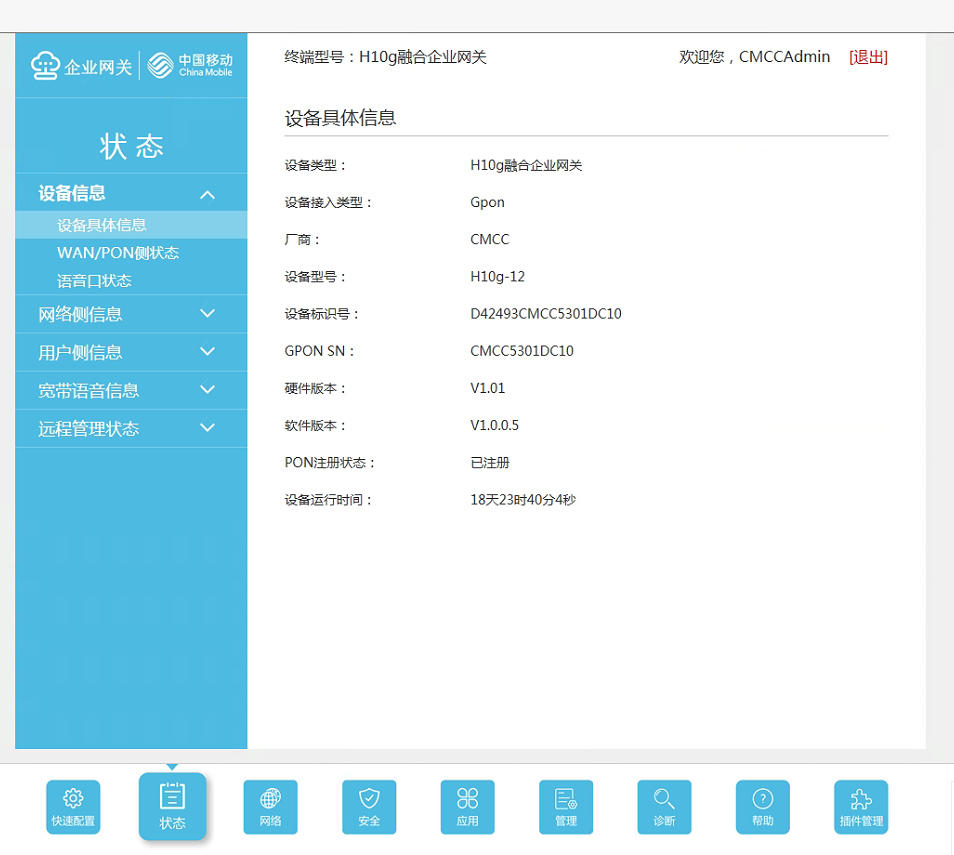 企业网关 中国移动
China Mobile
终端型号：H10g融合企业网关 欢迎您，CMCCAdmin [退出]
状态
设备信息
设备具体信息
WAN/PON侧状态
语音口状态
网络侧信息
用户侧信息
宽带语音信息
远程管理状态
设备具体信息
设备类型： H10g融合企业网关
设备接入类型： Gpon
厂商： CMCC
设备型号： H10g-12
设备标识号： D42493CMCC5301DC10
GPON SN： CMCC5301DC10
硬件版本： V1.01
软件版本： V1.0.0.5
PON注册状态： 已注册
设备运行时间： 18天23时40分4秒
快速配置 状态 网络 安全 应用 管理 诊断 帮助 插件管理